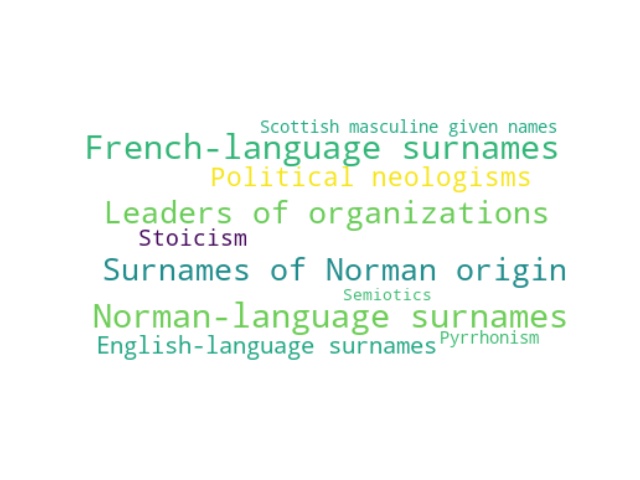 Scottish masculine given names
French-language surnames
Political neologisms
Leaders of organizations
Stoicism
Surnames of Norman origin
Semiotics
Norman-language surnames
Pyrrhonism
English-language surnames